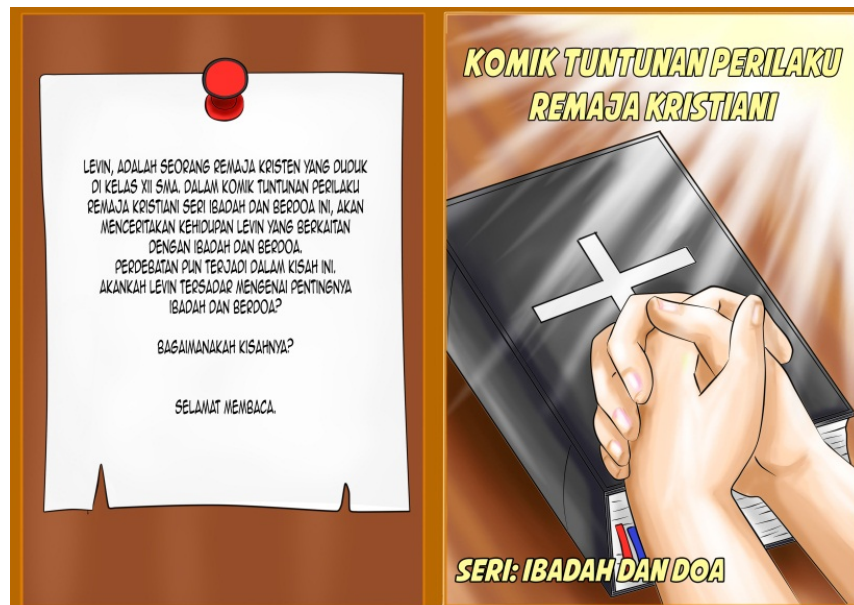 LEVIN, ADALAH SEORANG REMAJA KRISTEN YANG DUDUK
DI KELAS XII SMA. DALAM KOMIK TUNTUNAN PERILAKU
REMAJA KRISTIANI SERI IBADAH DAN BERDOA INI, AKAN
MENCERITAKAN KEHIDUPAN LEVIN YANG BERKAITAN
DENGAN IBADAH DAN BERDOA.
PERDEBATAN PUN TERJADI DALAM KISAH INI.
AKANKAH LEVIN TERSADAR MENGENAI PENTINGNYA
IBADAH DAN BERDOA?
BAGAIMANAKAH KISAHNYA?
SELAMAT MEMBACA.
KOMIK TUNTUNAN PERILAKU
REMAJA KRISTIANI
SERI: IBADAH DAN DOA